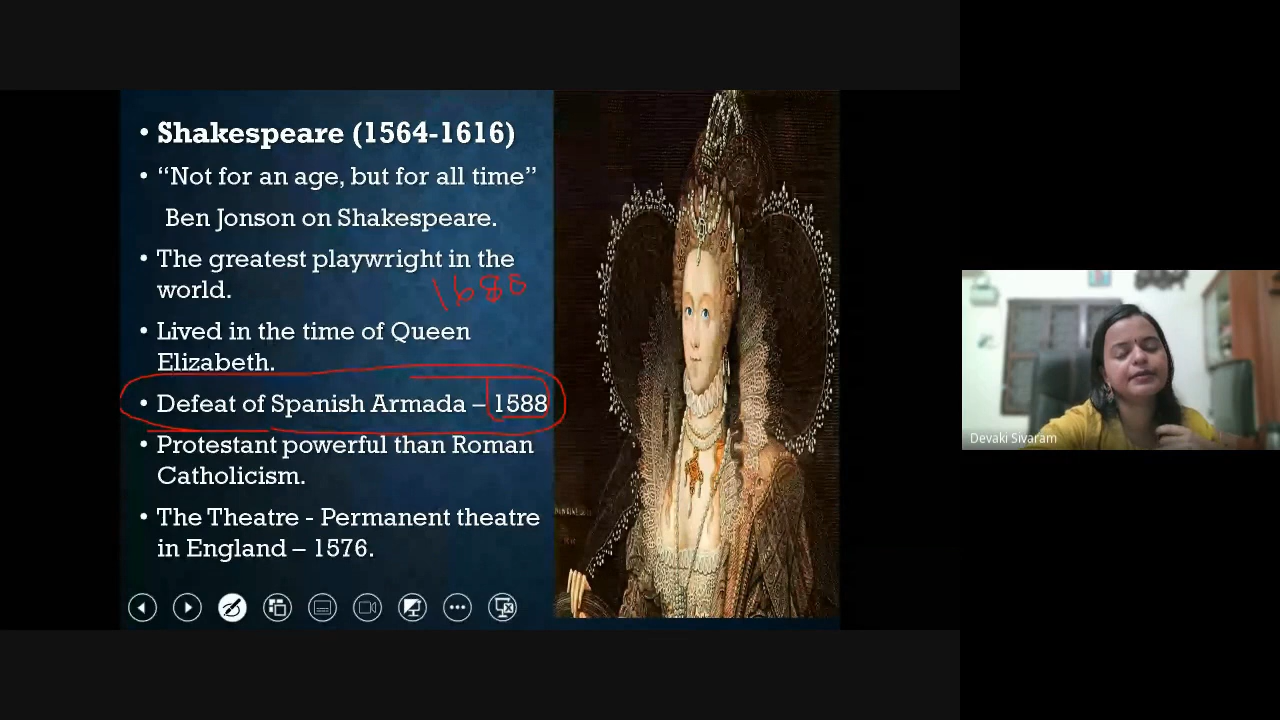 • Shakespeare (1564-1616)
• “Not for an age, but for all time”
Ben Jonson on Shakespeare.
• The greatest playwright in the
world.
1688
• Lived in the time of Queen
Elizabeth.
• Defeat of Spanish Armada – 1588
• Protestant powerful than Roman
Catholicism.
• The Theatre - Permanent theatre
in England – 1576.
Devaki Sivaram